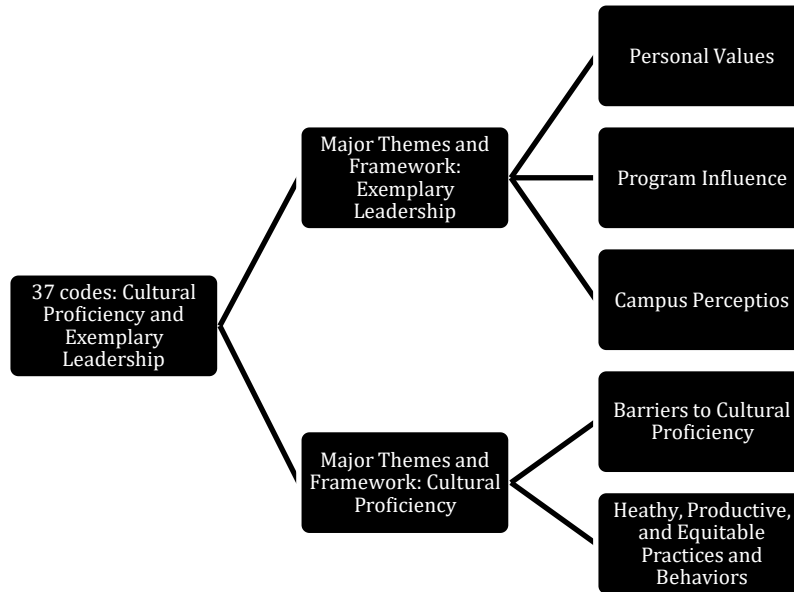 37 codes: Cultural
Proficiency and
Exemplary
Leadership
Major Themes and
Framework:
Exemplary
Leadership
Personal Values
Program Influence
Campus Perceptios
Major Themes and
Framework: Cultural
Proficiency
Barriers to Cultural
Proficiency
Heathy, Productive,
and Equitable
Practices and
Behaviors